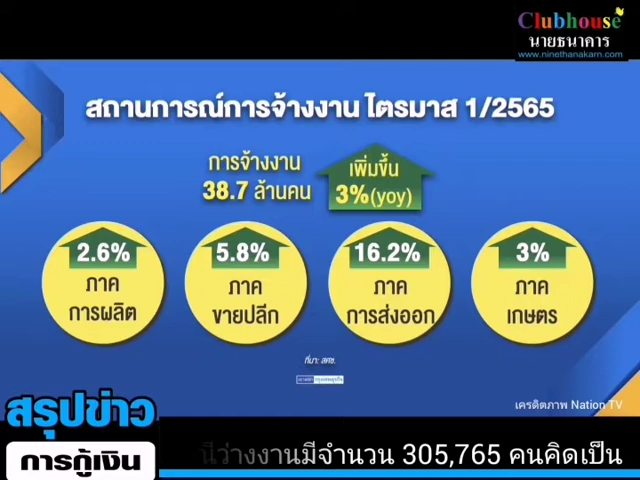 Clubhouse
นายธนาคาร
www.ninethanakarn.com
สถานการณ์การจ้างงาน ไตรมาส 1/2565
การจ้างงาน
38.7 ล้านคน
เพิ่มขึ้น
3%(yoy)
2.6%
ภาค
การผลิต
5.8%
ภาค
ขายปลีก
16.2%
ภาค
การส่งออก
3%
ภาค
เกษตร
ที่มา: สศช.
เครดิตภาพ Nation TV
สรุปข่าว
การกู้เงิน
ว่างงานมีจำนวน 305,765 คนคิดเป็น